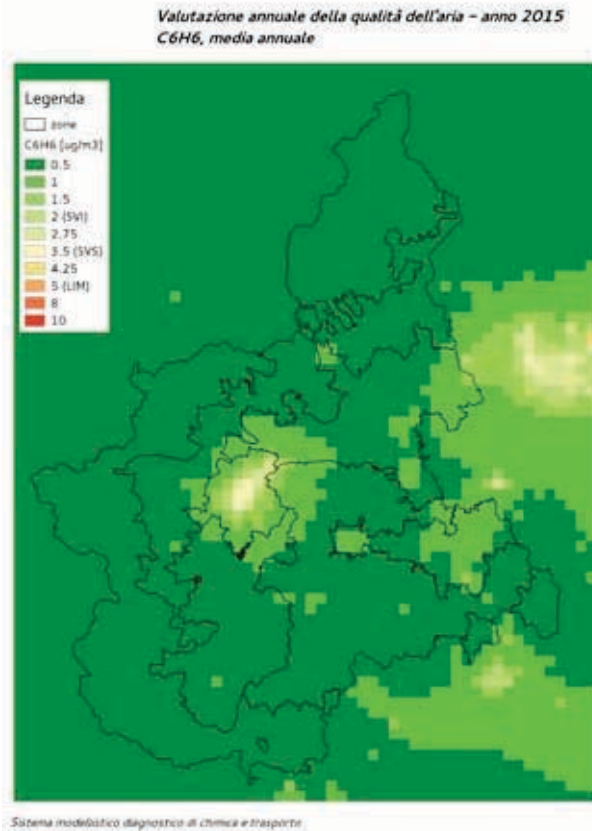 Valutazione annuale della qualità dell'aria – anno 2015
C6H6, media annuale
Legenda
zone
C6H6 [ug/m3]
0.5
1
1.5
2 (SVI)
2.75
3.5 (SVS)
4.25
5 (LIM)
8
10
Sistema modellistico diagnostico di chimica e trasporto